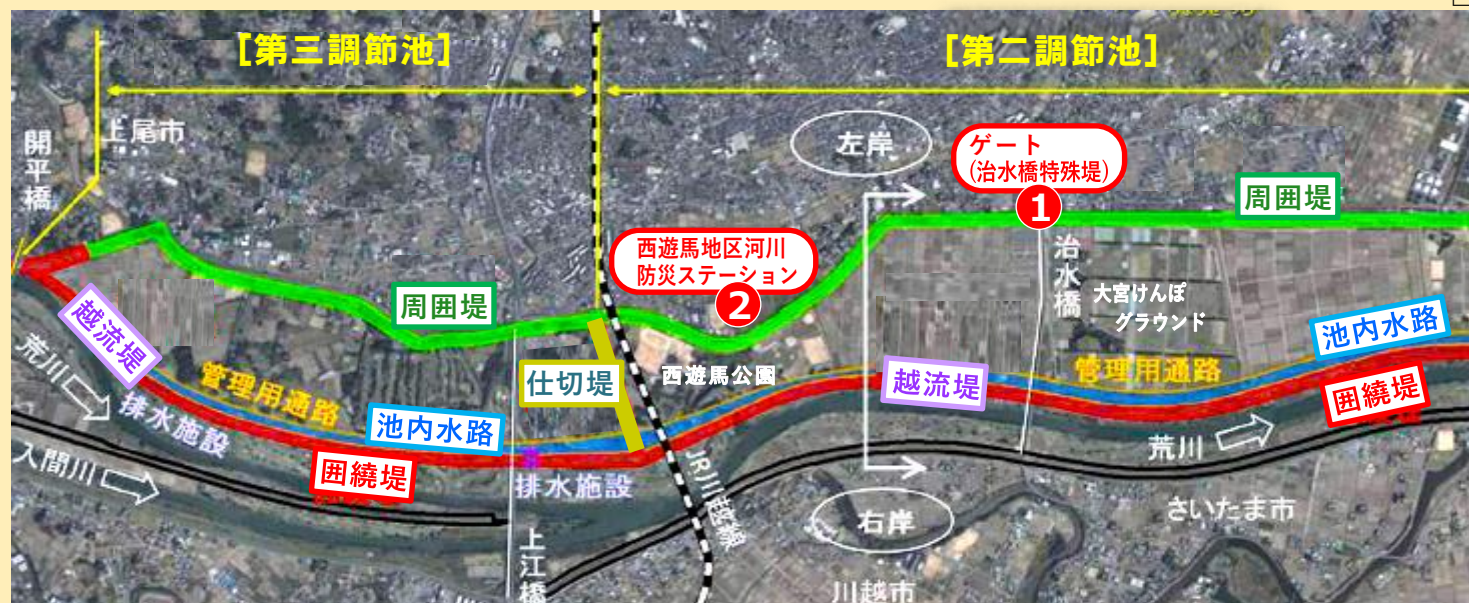 [第三調節池]
[第二調節池]
開平橋
上尾市
左岸
ゲート
(治水橋特殊堤)
1
周囲堤
西遊馬地区河川
防災ステーション
2
治水橋
大宮けんぽ
グラウンド
周囲堤
越流堤
荒川
管理用通路
排水施設
池内水路
仕切堤
西遊馬公園
越流堤
管理用通路
池内水路
囲繞堤
入間川
囲繞堤
排水施設
JR川越線
荒川
さいたま市
右岸
上江橋
川越市